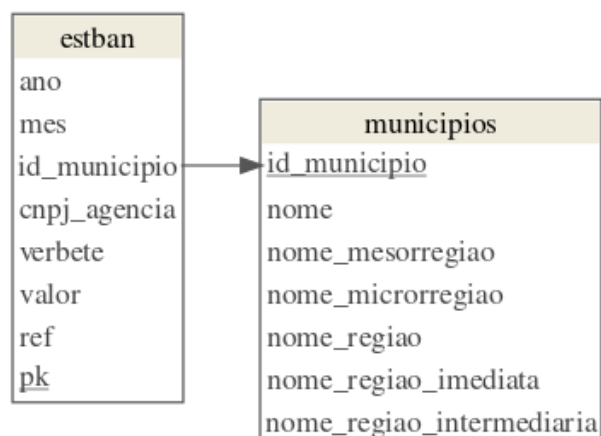 estban
ano
mes
id_municipio
cnpj_agencia
verbete
valor
ref
pk
municipios
id_municipio
nome
nome_mesorregiao
nome_microrregiao
nome_regiao
nome_regiao_imediata
nome_regiao_intermediaria